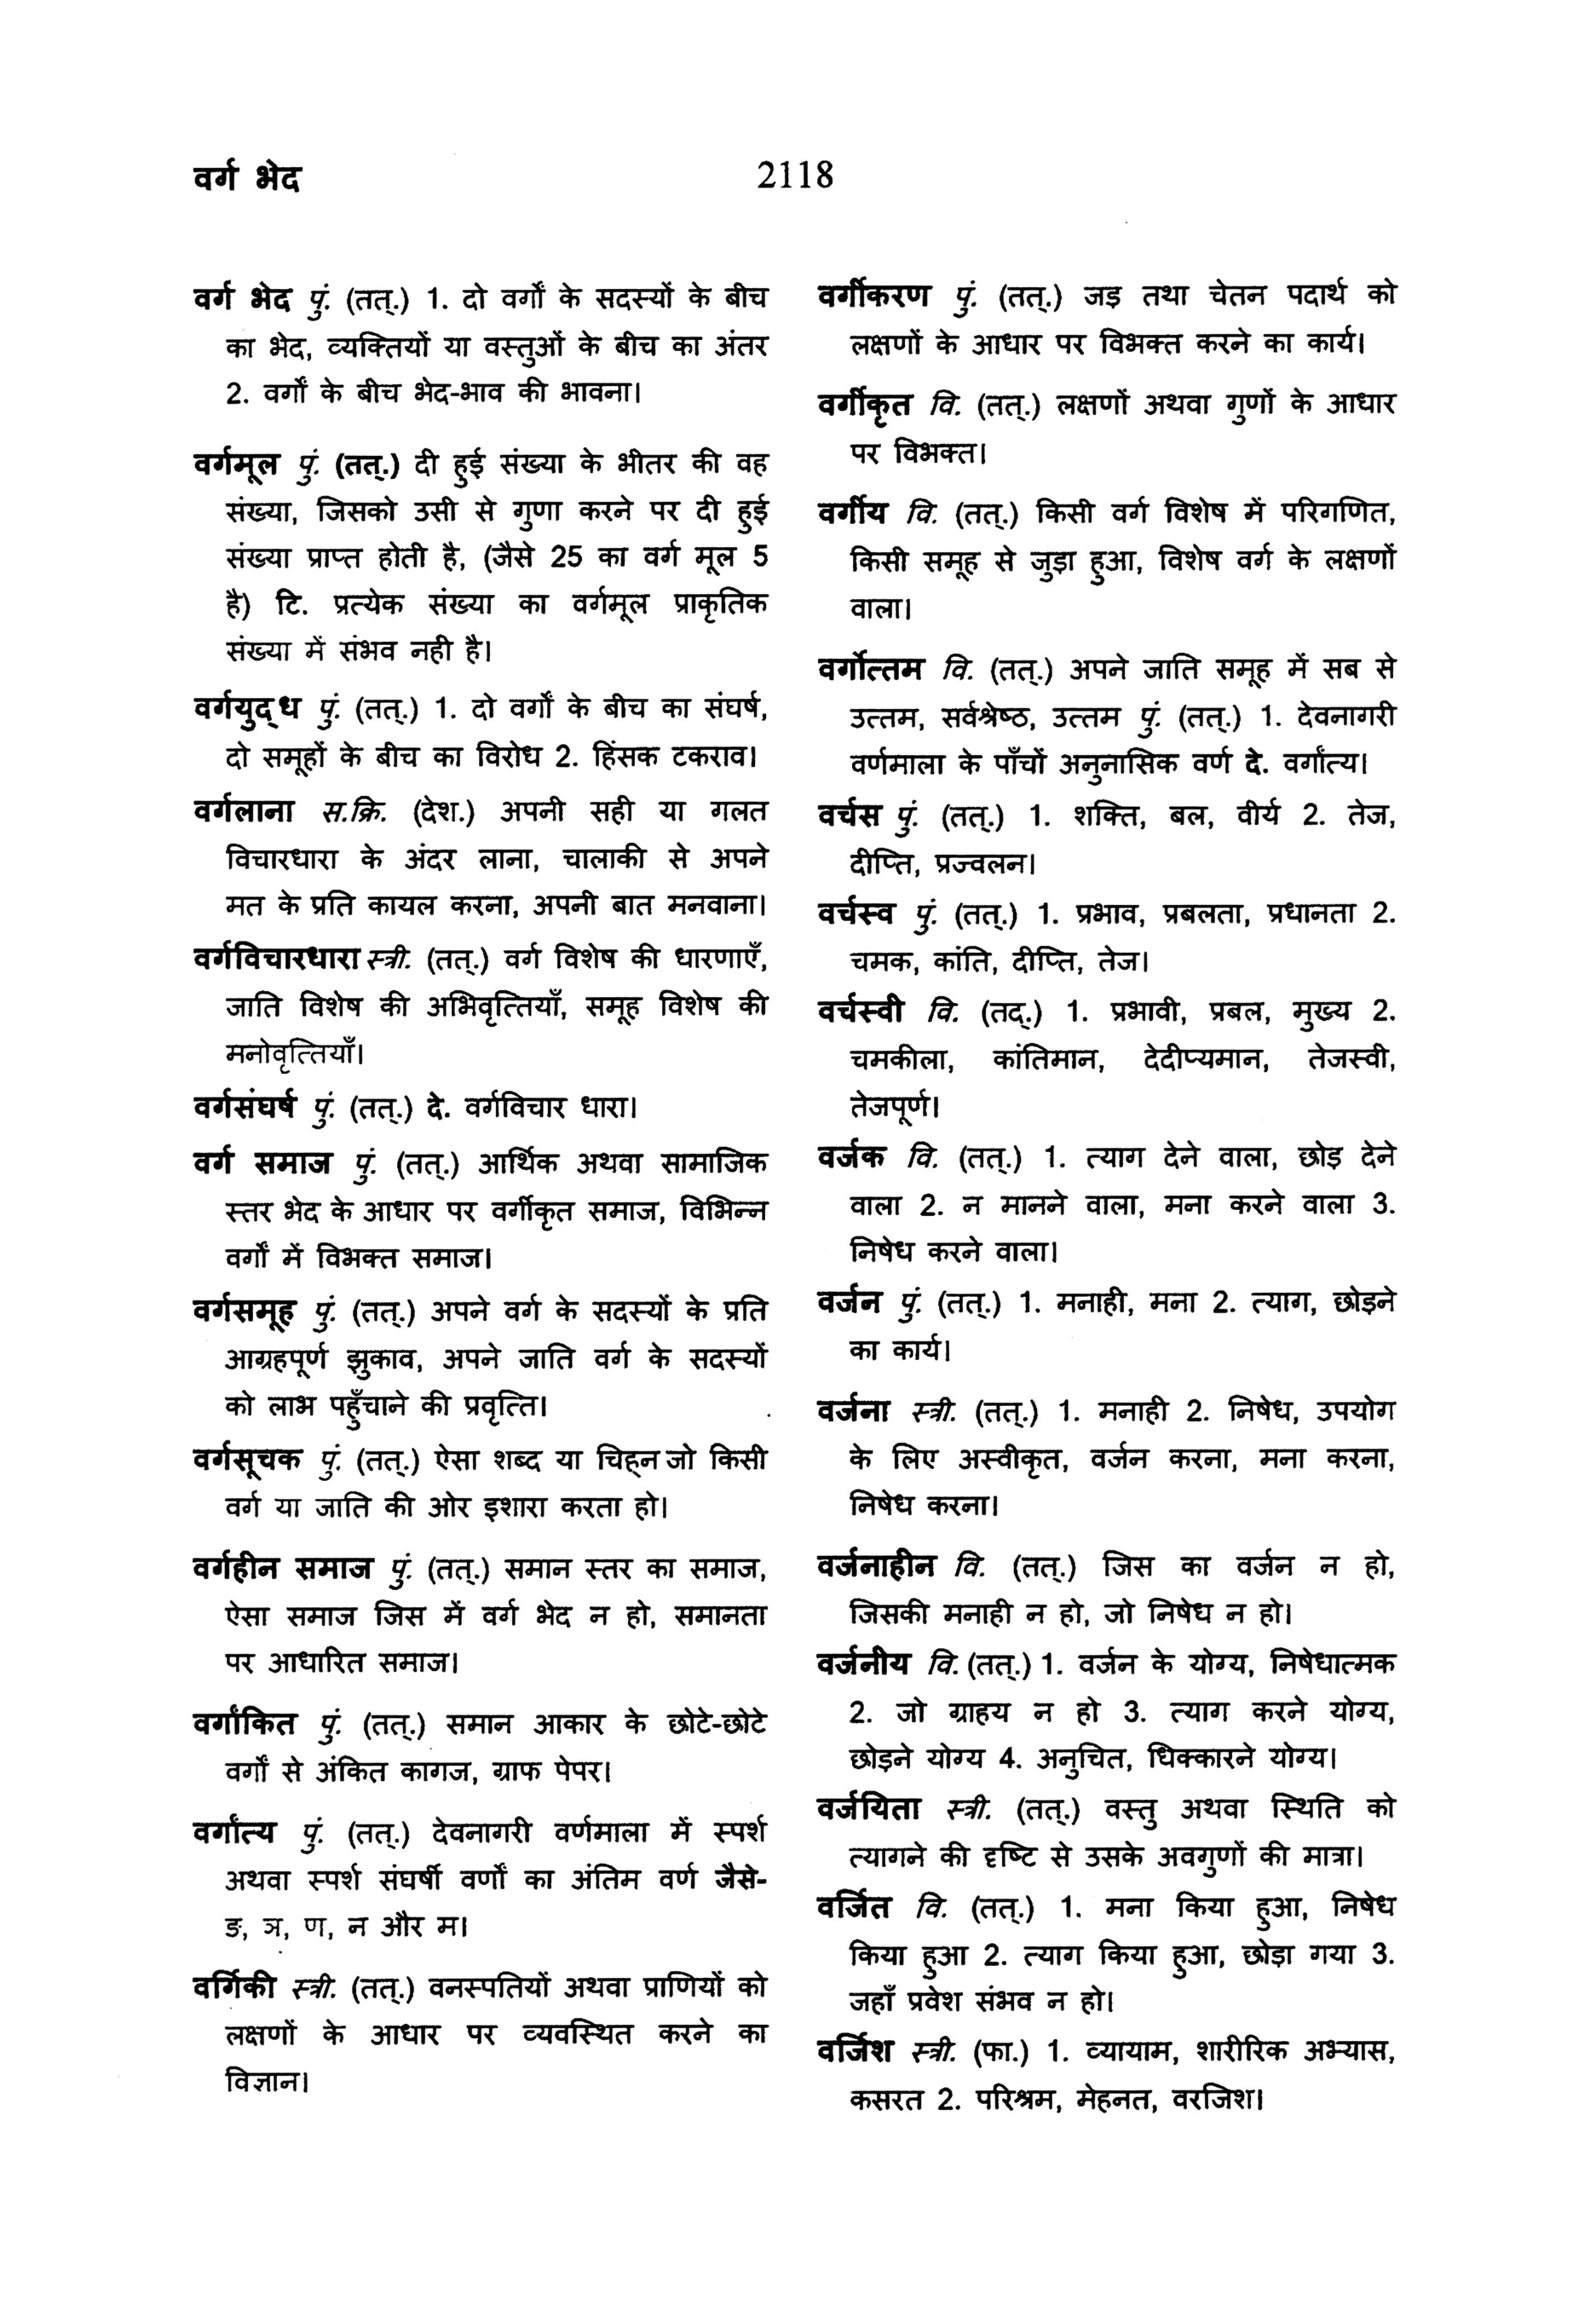 वर्ग भेद
2118
वर्ग भेद पुं. (तत्.) 1. दो वर्गों के सदस्यों के बीच
का भेद, व्यक्तियों या वस्तुओं के बीच का अंतर
2. वर्गों के बीच भेद-भाव की भावना।
वर्गमूल पुं. (तत्.) दी हुई संख्या के भीतर की वह
संख्या, जिसको उसी से गुणा करने पर दी हुई
संख्या प्राप्त होती है, (जैसे 25 का वर्ग मूल 5
है) टि. प्रत्येक संख्या का वर्गमूल प्राकृतिक
संख्या में संभव नही है।
वर्गयुद्ध पुं. (तत्.) 1. दो वर्गों के बीच का संघर्ष,
दो समूहों के बीच का विरोध 2. हिंसक टकराव।
वर्गलाना स.क्रि. (देश.) अपनी सही या गलत
विचारधारा के अंदर लाना, चालाकी से अपने
मत के प्रति कायल करना, अपनी बात मनवाना।
वर्गविचारधारा स्त्री. (तत्.) वर्ग विशेष की धारणाएँ,
जाति विशेष की अभिवृत्तियाँ, समूह विशेष की
मनोवृत्तियाँ।
वर्गसंघर्ष पुं. (तत्.) दे. वर्गविचार धारा।
वर्ग समाज पुं. (तत्.) आर्थिक अथवा सामाजिक
स्तर भेद के आधार पर वर्गीकृत समाज, विभिन्न
वर्गों में विभक्त समाज।
वर्गसमूह पुं. (तत्.) अपने वर्ग के सदस्यों के प्रति
आग्रहपूर्ण झुकाव, अपने जाति वर्ग के सदस्यों
को लाभ पहुँचाने की प्रवृत्ति।
वर्गसूचक पुं. (तत्.) ऐसा शब्द या चिह्न जो किसी
वर्ग या जाति की ओर इशारा करता हो।
वर्गहीन समाज पुं. (तत्.) समान स्तर का समाज,
ऐसा समाज जिस में वर्ग भेद न हो, समानता
पर आधारित समाज।
वर्गांकित पुं. (तत्.) समान आकार के छोटे-छोटे
वर्गों से अंकित कागज, ग्राफ पेपर।
वर्गांत्य पुं. (तत्.) देवनागरी वर्णमाला में स्पर्श
अथवा स्पर्श संघर्षी वर्णों का अंतिम वर्ण जैसे-
ङ, ञ, ण, न और म।
वर्गिकी स्त्री. (तत्.) वनस्पतियों अथवा प्राणियों को
लक्षणों के आधार पर व्यवस्थित करने का
विज्ञान।
वर्गीकरण पुं. (तत्.) जइ तथा चेतन पदार्थ को
लक्षणों के आधार पर विभक्त करने का कार्य।
वर्गीकृत वि. (तत्.) लक्षणों अथवा गुणों के आधार
पर विभक्त।
वर्गीय वि. (तत्.) किसी वर्ग विशेष में परिगणित,
किसी समूह से जुड़ा हुआ, विशेष वर्ग के लक्षणों
वाला।
वर्गोत्तम वि. (तत्.) अपने जाति समूह में सब से
उत्तम, सर्वश्रेष्ठ, उत्तम पुं. (तत्.) 1. देवनागरी
वर्णमाला के पाँचों अनुनासिक वर्ण दे. वर्गांत्य।
वर्चस पुं. (तत्.) 1. शक्ति, बल, वीर्य 2. तेज,
दीप्ति, प्रज्वलन।
वर्चस्व पुं. (तत्.) 1. प्रभाव, प्रबलता, प्रधानता 2.
चमक, कांति, दीप्ति, तेज।
वर्चस्वी वि. (तद्.) 1. प्रभावी, प्रबल, मुख्य 2.
चमकीला, कांतिमान, देदीप्यमान, तेजस्वी,
तेजपूर्ण।
वर्जक वि. (तत्.) 1. त्याग देने वाला, छोइ देने
वाला 2. न मानने वाला, मना करने वाला 3.
निषेध करने वाला।
वर्जन पुं. (तत्.) 1. मनाही, मना 2. त्याग, छोइने
का कार्य।
वर्जना स्त्री. (तत्.) 1. मनाही 2. निषेध, उपयोग
के लिए अस्वीकृत, वर्जन करना, मना करना,
निषेध करना।
वर्जनाहीन वि. (तत्.) जिस का वर्जन न हो,
जिसकी मनाही न हो, जो निषेध न हो।
वर्जनीय वि. (तत्.) 1. वर्जन के योग्य, निषेधात्मक
2. जो ग्राहय न हो 3. त्याग करने योग्य,
छोइने योग्य 4. अनुचित, धिक्कारने योग्य।
वर्जयिता स्त्री. (तत्.) वस्तु अथवा स्थिति को
त्यागने की दृष्टि से उसके अवगुणों की मात्रा।
वर्जित वि. (तत्.) 1. मना किया हुआ, निषेध
किया हुआ 2. त्याग किया हुआ, छोड़ा गया 3.
जहाँ प्रवेश संभव न हो।
वर्जिश स्त्री. (फा.) 1. व्यायाम, शारीरिक अभ्यास,
कसरत 2. परिश्रम, मेहनत, वरजिश।